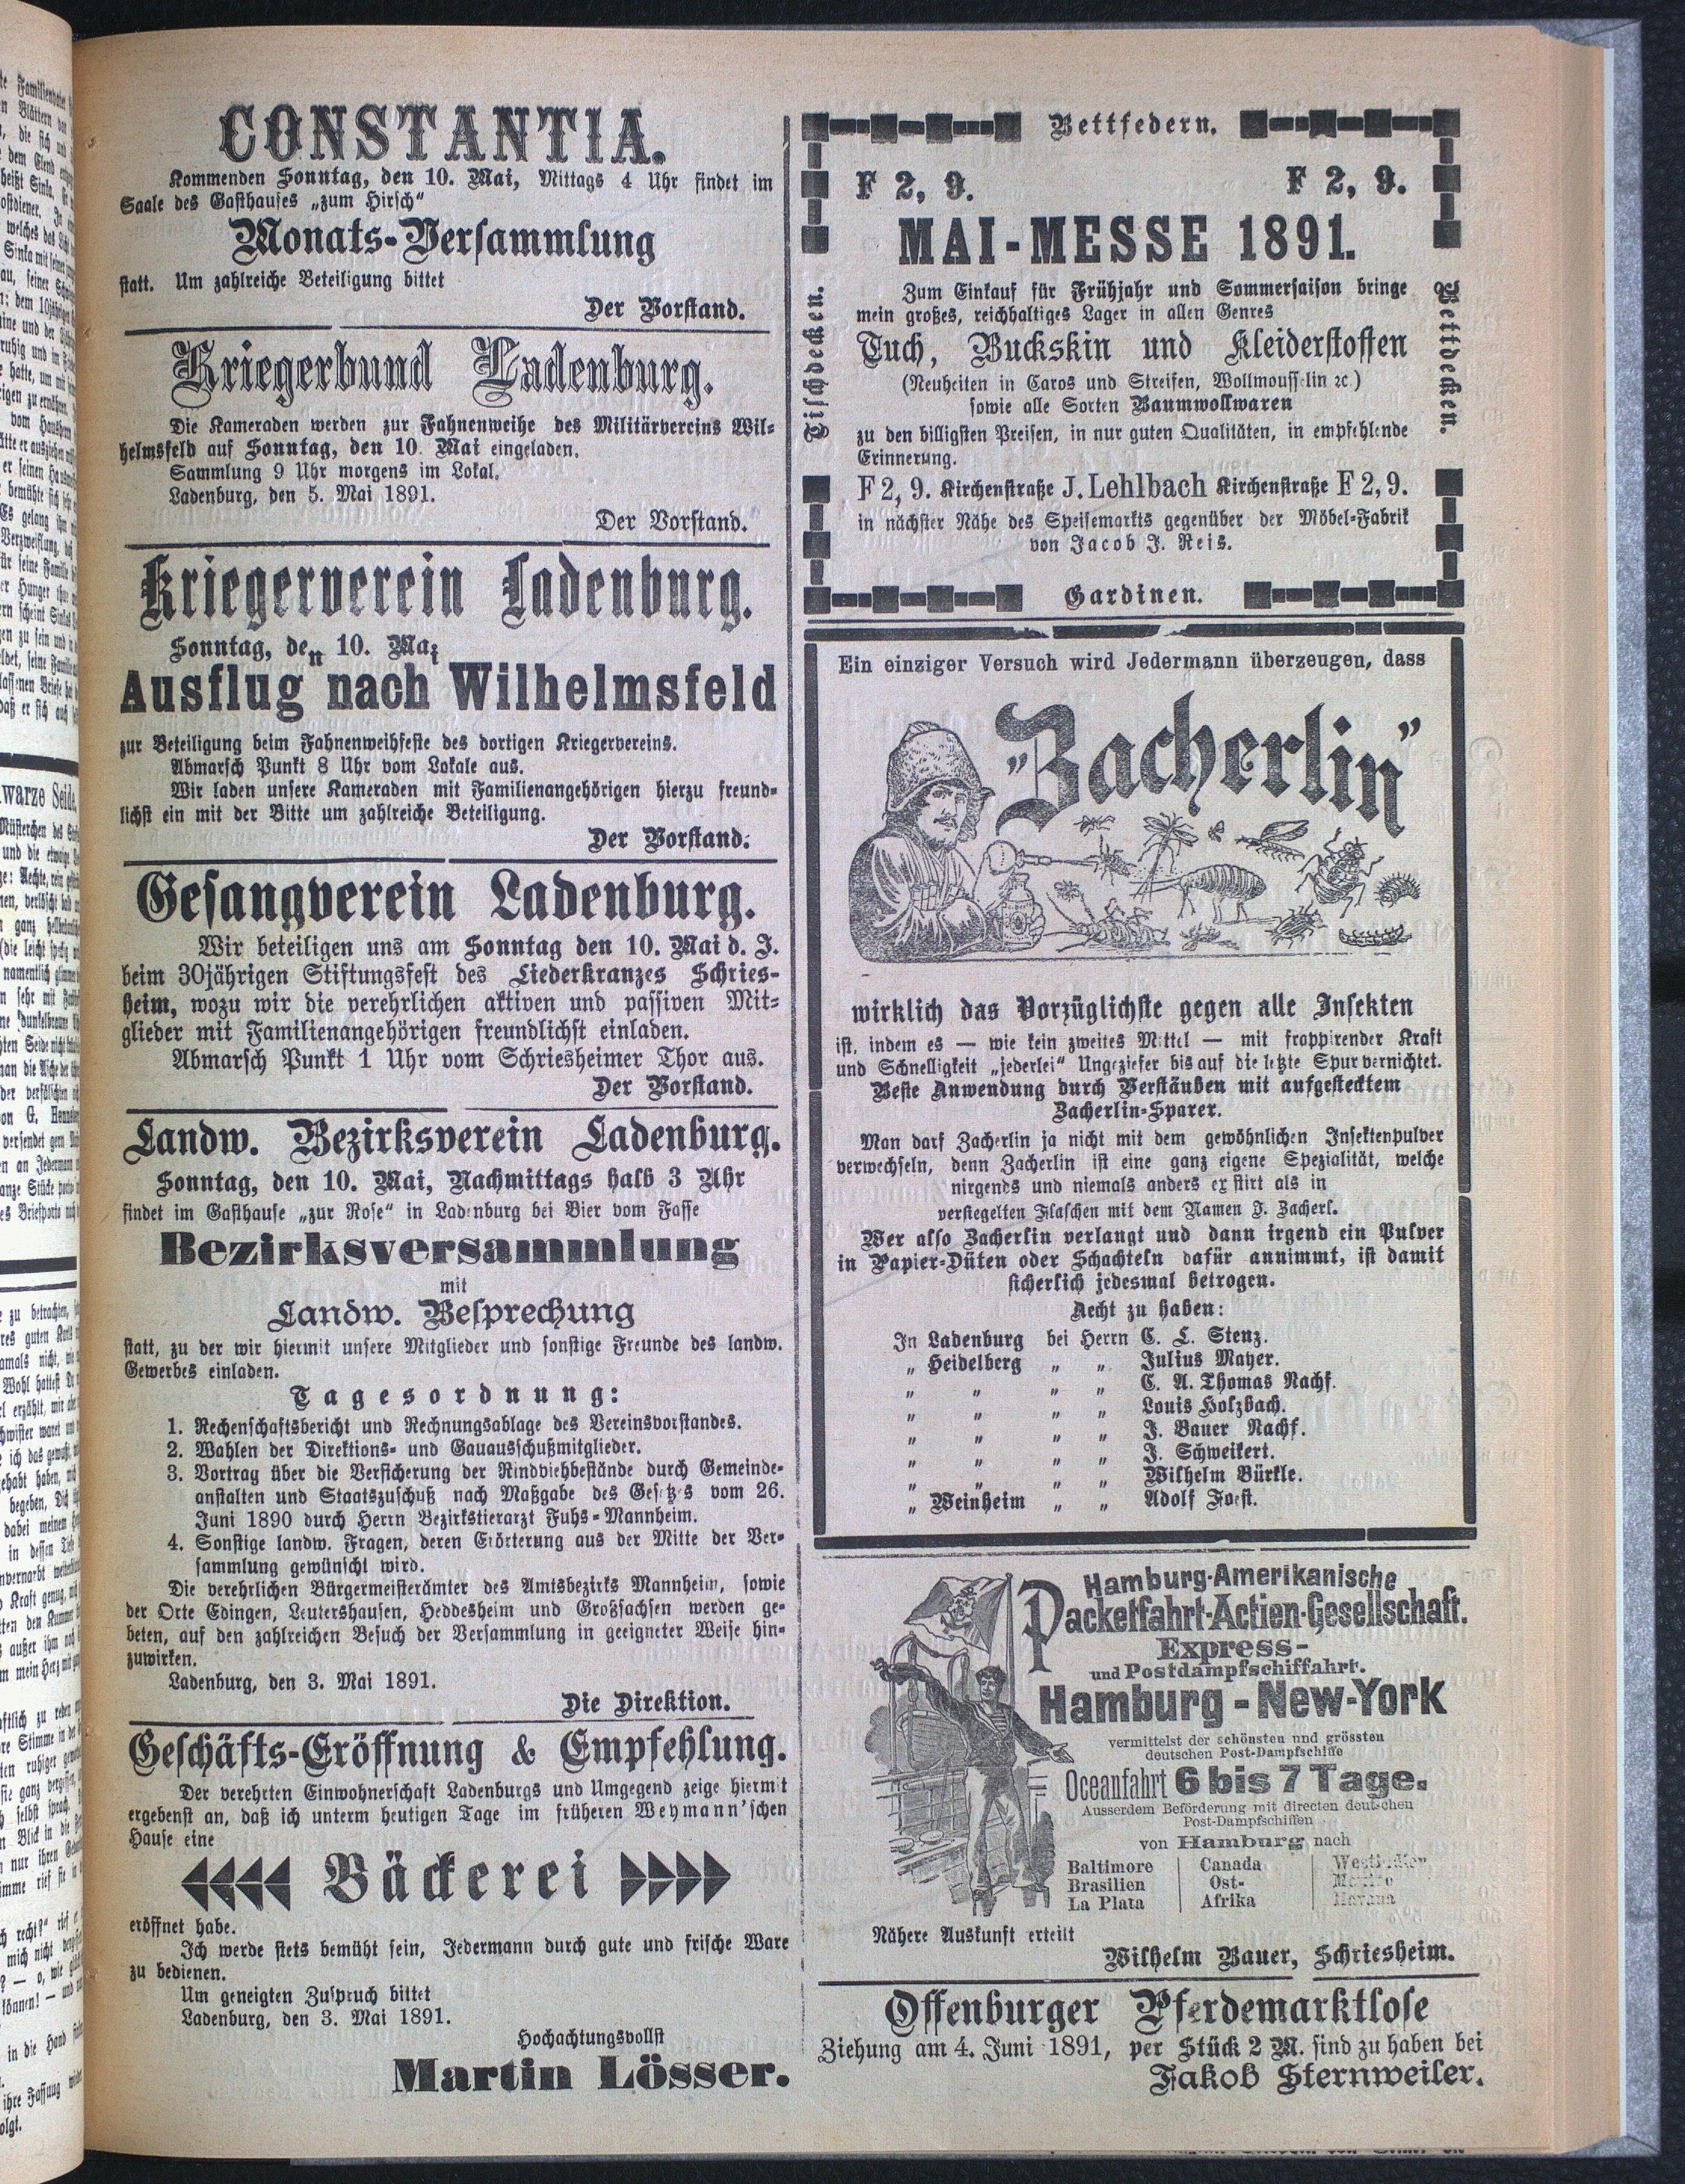 CONSTANTIA.
Kommenden Sonntag, den 10. Mai, Mittags 4 Uhr findet im
Saale des Gasthauses „zum Hirsch“
Monats-Versammlung
statt. Um zahlreiche Beteiligung bittet
Der Vorstand.
Kriegerbund Ladenburg.
Die Kameraden werden zur Fahnenweihe des Militärvereins Wil-
helmsfeld auf Sonntag, den 10. Mai eingeladen.
Sammlung 9 Uhr morgens im Lokal.
Ladenburg, den 5. Mai 1891.
Der Vorstand.
Kriegerverein Ladenburg.
Sonntag, den 10. Mai
Ausflug nach Wilhelmsfeld
zur Beteiligung beim Fahnenweihfeste des dortigen Kriegervereins.
Abmarsch Punkt 8 Uhr vom Lokale aus.
Wir laden unsere Kameraden mit Familienangehörigen hierzu freund-
lichst ein mit der Bitte um zahlreiche Beteiligung.
Der Vorstand.
Gesangverein Ladenburg.
Wir beteiligen uns am Sonntag den 10. Mai d. J.
beim 30jährigen Stiftungsfest des Liederkranzes Schries-
heim, wozu wir die verehrlichen aktiven und passiven Mit-
glieder mit Familienangehörigen freundlichst einladen.
Abmarsch Punkt 1 Uhr vom Schriesheimer Thor aus.
Der Vorstand.
Landw. Bezirksverein Ladenburg.
Sonntag, den 10. Mai, Nachmittags halb 3 Uhr
findet im Gasthause „zur Rose“ in Ladenburg bei Bier vom Fasse
Bezirksversammlung
mit
Landw. Besprechung
statt, zu der wir hiermit unsere Mitglieder und sonstige Freunde des landw.
Gewerbes einladen.
Tagesordnung:
1. Rechenschaftsbericht und Rechnungsablage des Vereinsvorstandes.
2. Wahlen der Direktions- und Gauausschußmitglieder.
3. Vortrag über die Versicherung der Rindviehbestände durch Gemeinde-
anstalten und Staatszuschuß nach Maßgabe des Gesetzes vom 26.
Juni 1890 durch Herrn Bezirkstierarzt Fuhs-Mannheim.
4. Sonstige landw. Fragen, deren Erörterung aus der Mitte der Ver-
sammlung gewünscht wird.
Die verehrlichen Bürgermeisterämter des Amtsbezirks Mannheim, sowie
der Orte Edingen, Leutershausen, Heddesheim und Großsachsen werden ge-
beten, auf den zahlreichen Besuch der Versammlung in geeigneter Weise hin-
zuwirken.
Ladenburg, den 3. Mai 1891.
Die Direktion.
Geschäfts-Eröffnung & Empfehlung.
Der verehrten Einwohnerschaft Ladenburgs und Umgegend zeige hiermit
ergebenst an, daß ich unterm heutigen Tage im früheren Weymann'schen
Hause eine
Bäckerei
eröffnet habe.
Ich werde stets bemüht sein, Jedermann durch gute und frische Ware
zu bedienen.
Um geneigten Zuspruch bittet
Ladenburg, den 3. Mai 1891.
Hochachtungsvollst
Martin Lösser.
Bettfedern.
F 2, 9. F 2, 9.
MAI-MESSE 1891.
Tischdecken.
Bettdecken.
Zum Einkauf für Frühjahr und Sommersaison bringe
mein großes, reichhaltiges Lager in allen Genres
Tuch, Buckskin und Kleiderstoffen
(Neuheiten in Caros und Streifen, Wollmousselin ꝛc.)
sowie alle Sorten Baumwollwaren
zu den billigsten Preisen, in nur guten Qualitäten, in empfehlende
Erinnerung.
F 2, 9. Kirchenstraße J. Lehlbach Kirchenstraße F 2, 9.
in nächster Nähe des Speisemarkts gegenüber der Möbel-Fabrik
von Jacob J. Reis.
Gardinen.
Ein einziger Versuch wird Jedermann überzeugen, dass
„Zacherlin“
wirklich das Vorzüglichste gegen alle Insekten
ist, indem es — wie kein zweites Mittel — mit frappirender Kraft
und Schnelligkeit „jederlei“ Ungeziefer bis auf die letzte Spur vernichtet.
Beste Anwendung durch Verstäuben mit aufgestecktem
Zacherlin-Sparer.
Man darf Zacherlin ja nicht mit dem gewöhnlichen Insektenpulver
verwechseln, denn Zacherlin ist eine ganz eigene Spezialität, welche
nirgends und niemals anders existirt als in
versiegelten Flaschen mit dem Namen J. Zacherl.
Wer also Zacherlin verlangt und dann irgend ein Pulver
in Papier-Düten oder Schachteln dafür annimmt, ist damit
sicherlich jedesmal betrogen.
Aecht zu haben:
In Ladenburg bei Herrn C. L. Stenz.
„ Heidelberg „ „ Julius Mayer.
„ „ „ „ C. A. Thomas Nachf.
„ „ „ „ Louis Holzbach.
„ „ „ „ J. Bauer Nachf.
„ „ „ „ J. Schweikert.
„ „ „ „ Wilhelm Bürkle.
„ Weinheim „ „ Adolf Foest.
Hamburg-Amerikanische
Packetfahrt-Actien-Gesellschaft.
Express-
und Postdampfschiffahrt.
Hamburg - New-York
vermittelst der schönsten und grössten
deutschen Post-Dampfschiffe
Oceanfahrt 6 bis 7 Tage.
Ausserdem Beförderung mit directen deutschen
Post-Dampfschiffen
von Hamburg nach
Baltimore Canada Westindien
Brasilien Ost- Mexico
La Plata Afrika Havana
Nähere Auskunft erteilt
Wilhelm Bauer, Schriesheim.
Offenburger Pferdemarktlose
Ziehung am 4. Juni 1891, per Stück 2 M. sind zu haben bei
Jakob Sternweiler.